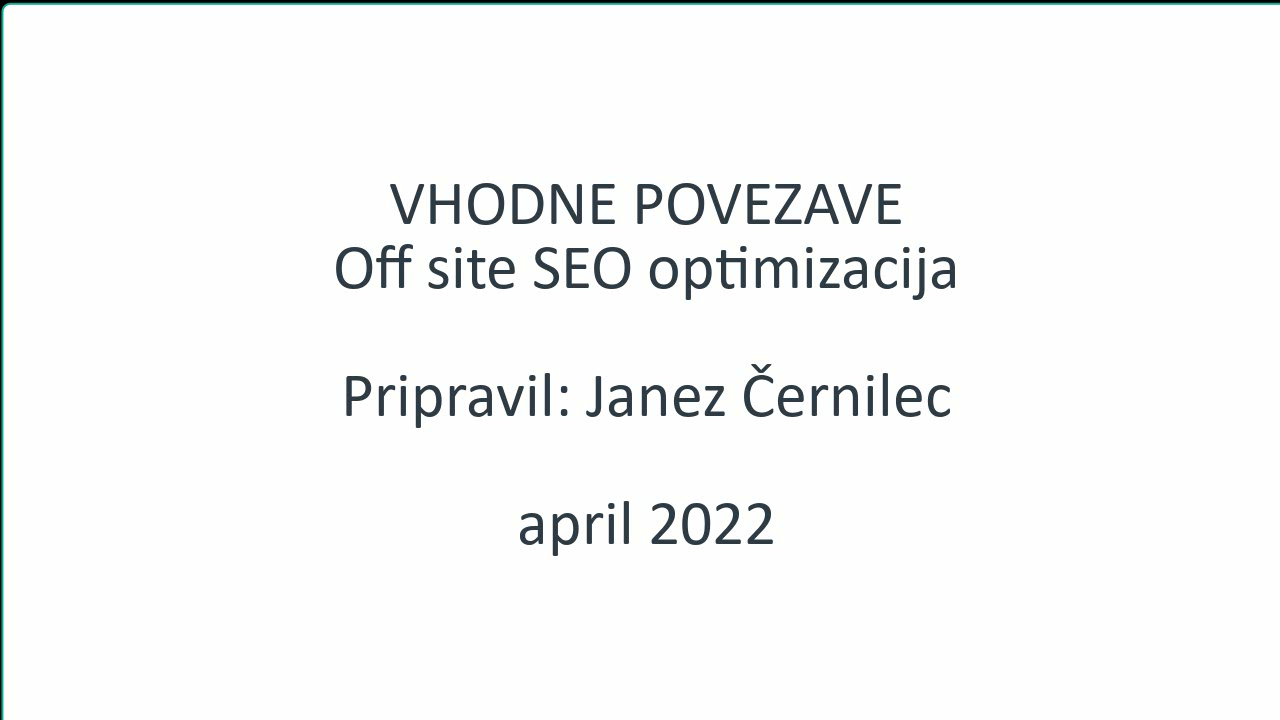 VHODNE POVEZAVE
Off site SEO optimizacija
Pripravil: Janez Černilec
april 2022